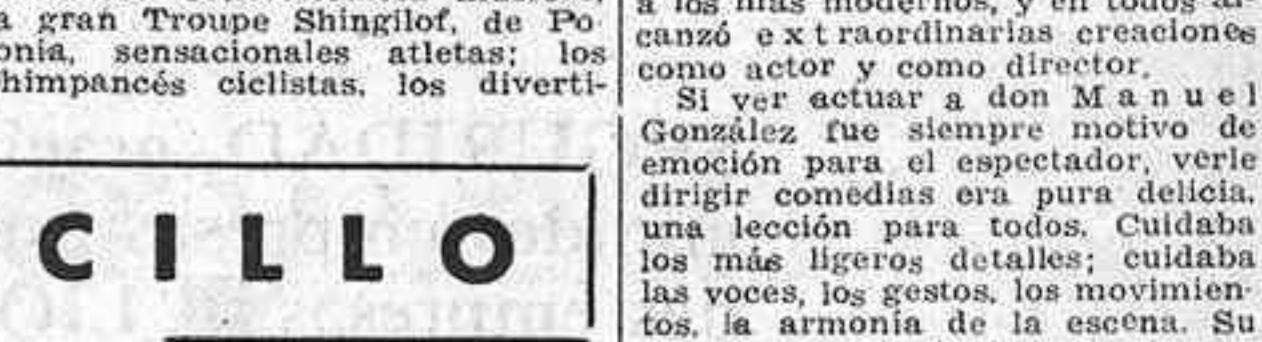 gran Troupe Shingilof, de Po-
onia, sensacionales atletas; los
himpancés ciclistas, los diverti-
CILLO
a los más modernos, y en todos al-
canzó extraordinarias creaciones
como actor y como director.
Si ver actuar a don Manuel
González fue siempre motivo de
emoción para el espectador, verle
dirigir comedias era pura delicia,
una lección para todos. Cuidaba
los más ligeros detalles; cuidaba
las voces, los gestos, los movimien-
tos, la armonía de la escena. Su